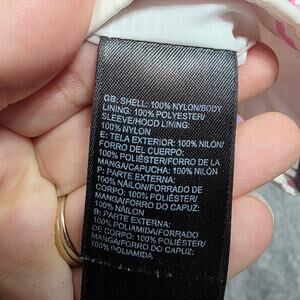 GB: SHELL: 100% NYLON/BODY
LINING: 100% POLYESTER/
SLEEVE/HOOD LINING:
100% NYLON
E: TELA EXTERIOR: 100% NILÓN/
FORRO DEL CUERPO:
100% POLIÉSTER/FORRO DE LA
MANGA/CAPUCHA: 100% NILÓN
P: PARTE EXTERNA:
100% NÁILON/FORRADO DE
CORPO: 100% POLIÉSTER/
MANGA/FORRO DO CAPUZ:
100% NÁILON
B: PARTE EXTERNA:
100% POLIAMIDA/FORRADO
DE CORPO: 100% POLIÉSTER/
MANGA/FORRO DO CAPUZ:
100% POLIAMIDA